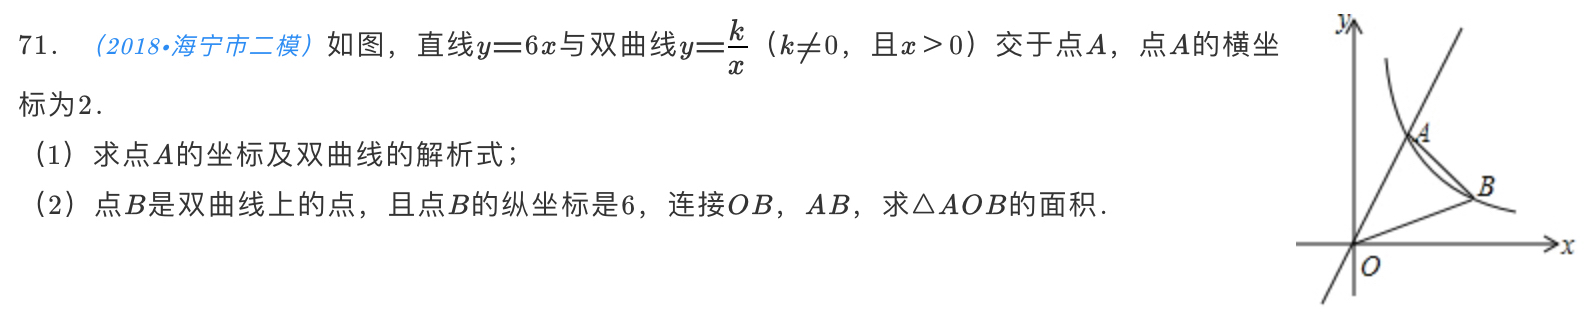 71. (2018•海宁市二模)如图，直线y=6x与双曲线y=k/x（k≠0，且x>0）交于点A，点A的横坐
标为2.
（1）求点A的坐标及双曲线的解析式；
（2）点B是双曲线上的点，且点B的纵坐标是6，连接OB，AB，求△AOB的面积.
y
A
B
O
x